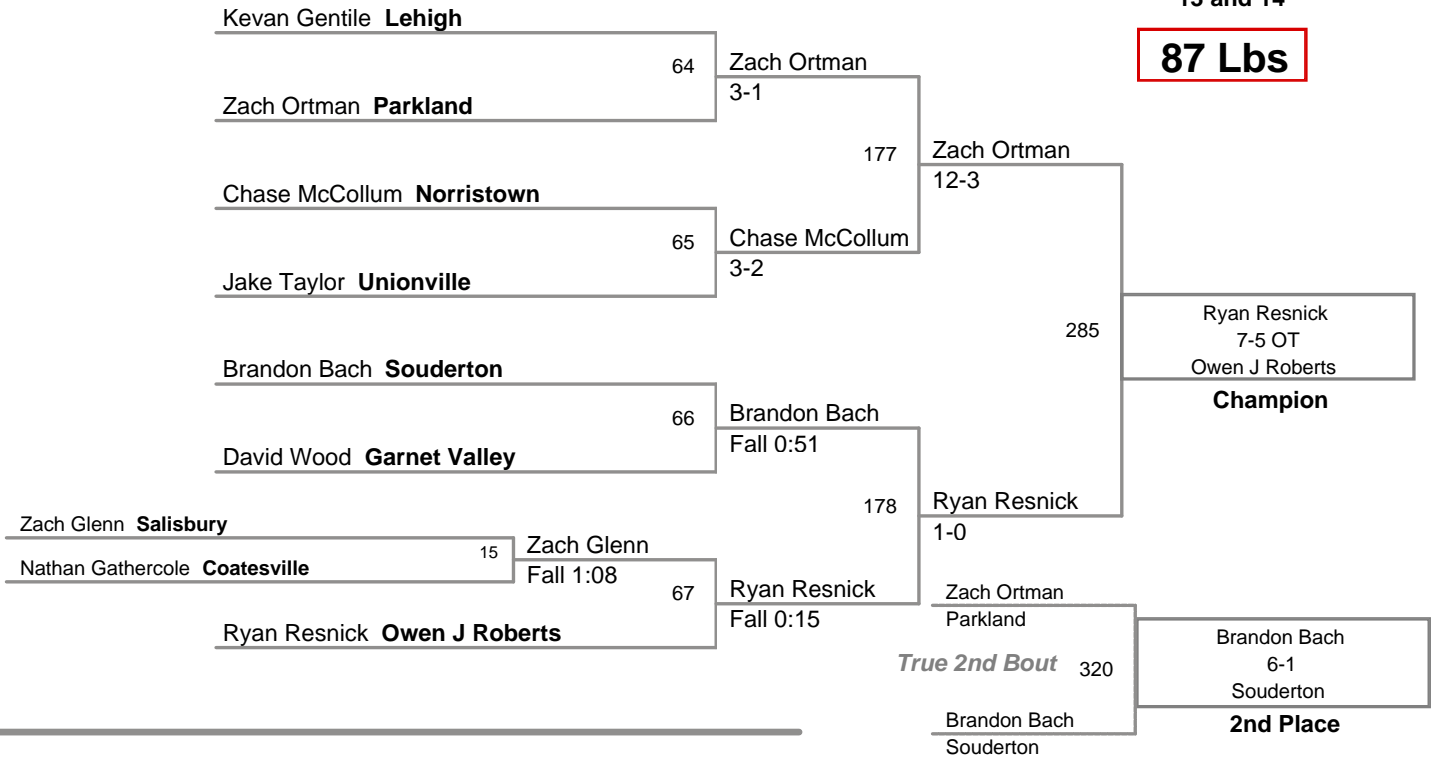 13 and 14
87 Lbs
Kevan Gentile Lehigh
64
Zach Ortman
3-1
Zach Ortman Parkland
177
Zach Ortman
12-3
Chase McCollum Norristown
65
Chase McCollum
3-2
Jake Taylor Unionville
285
Ryan Resnick
7-5 OT
Owen J Roberts
Champion
Brandon Bach Souderton
66
Brandon Bach
Fall 0:51
David Wood Garnet Valley
178
Ryan Resnick
1-0
Zach Glenn Salisbury
15
Zach Glenn
Fall 1:08
Nathan Gathercole Coatesville
67
Ryan Resnick
Fall 0:15
Ryan Resnick Owen J Roberts
Zach Ortman
Parkland
True 2nd Bout 320
Brandon Bach
6-1
Souderton
2nd Place
Brandon Bach
Souderton